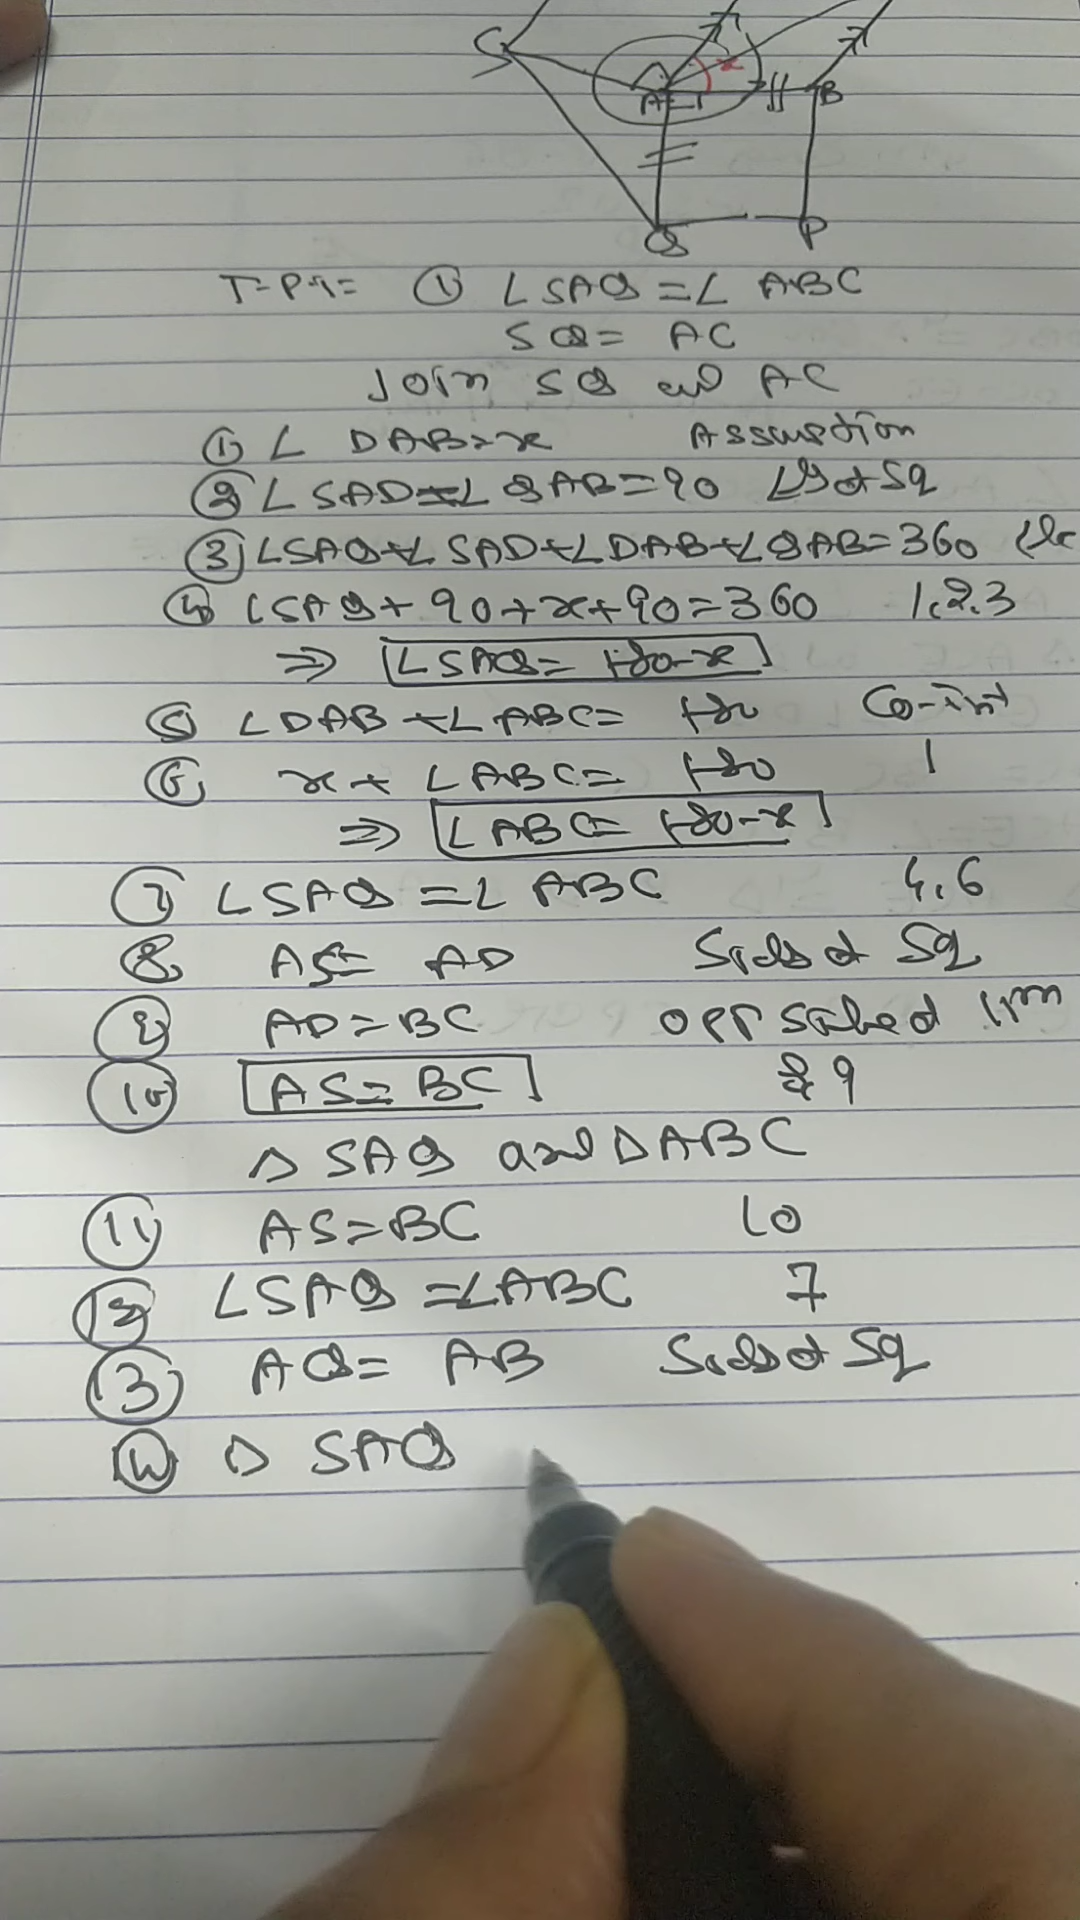 S
x
A
B
Q
P
T.P.T= ① ∠SAQ = ∠ ABC
SQ = AC
Join SQ and AC
① ∠ DAB = x Assumption
② ∠SAD = ∠QAB = 90 ∠s of Sq
③ ∠SAQ + ∠SAD + ∠DAB + ∠QAB = 360
④ ∠SAQ + 90 + x + 90 = 360 1,2,3
⇒ ∠SAQ = 180 - x
⑤ ∠DAB + ∠ABC = 180 Co-int
⑥ x + ∠ABC = 180 1
⇒ ∠ABC = 180 - x
⑦ ∠SAQ = ∠ ABC 4,6
⑧ AS = AD Sides of Sq
⑨ AD = BC opp sides of ||gm
⑩ AS = BC 8 9
△ SAQ and △ ABC
⑪ AS = BC 10
⑫ ∠SAQ = ∠ABC 7
⑬ AQ = AB Sides of Sq
⑭ △ SAQ